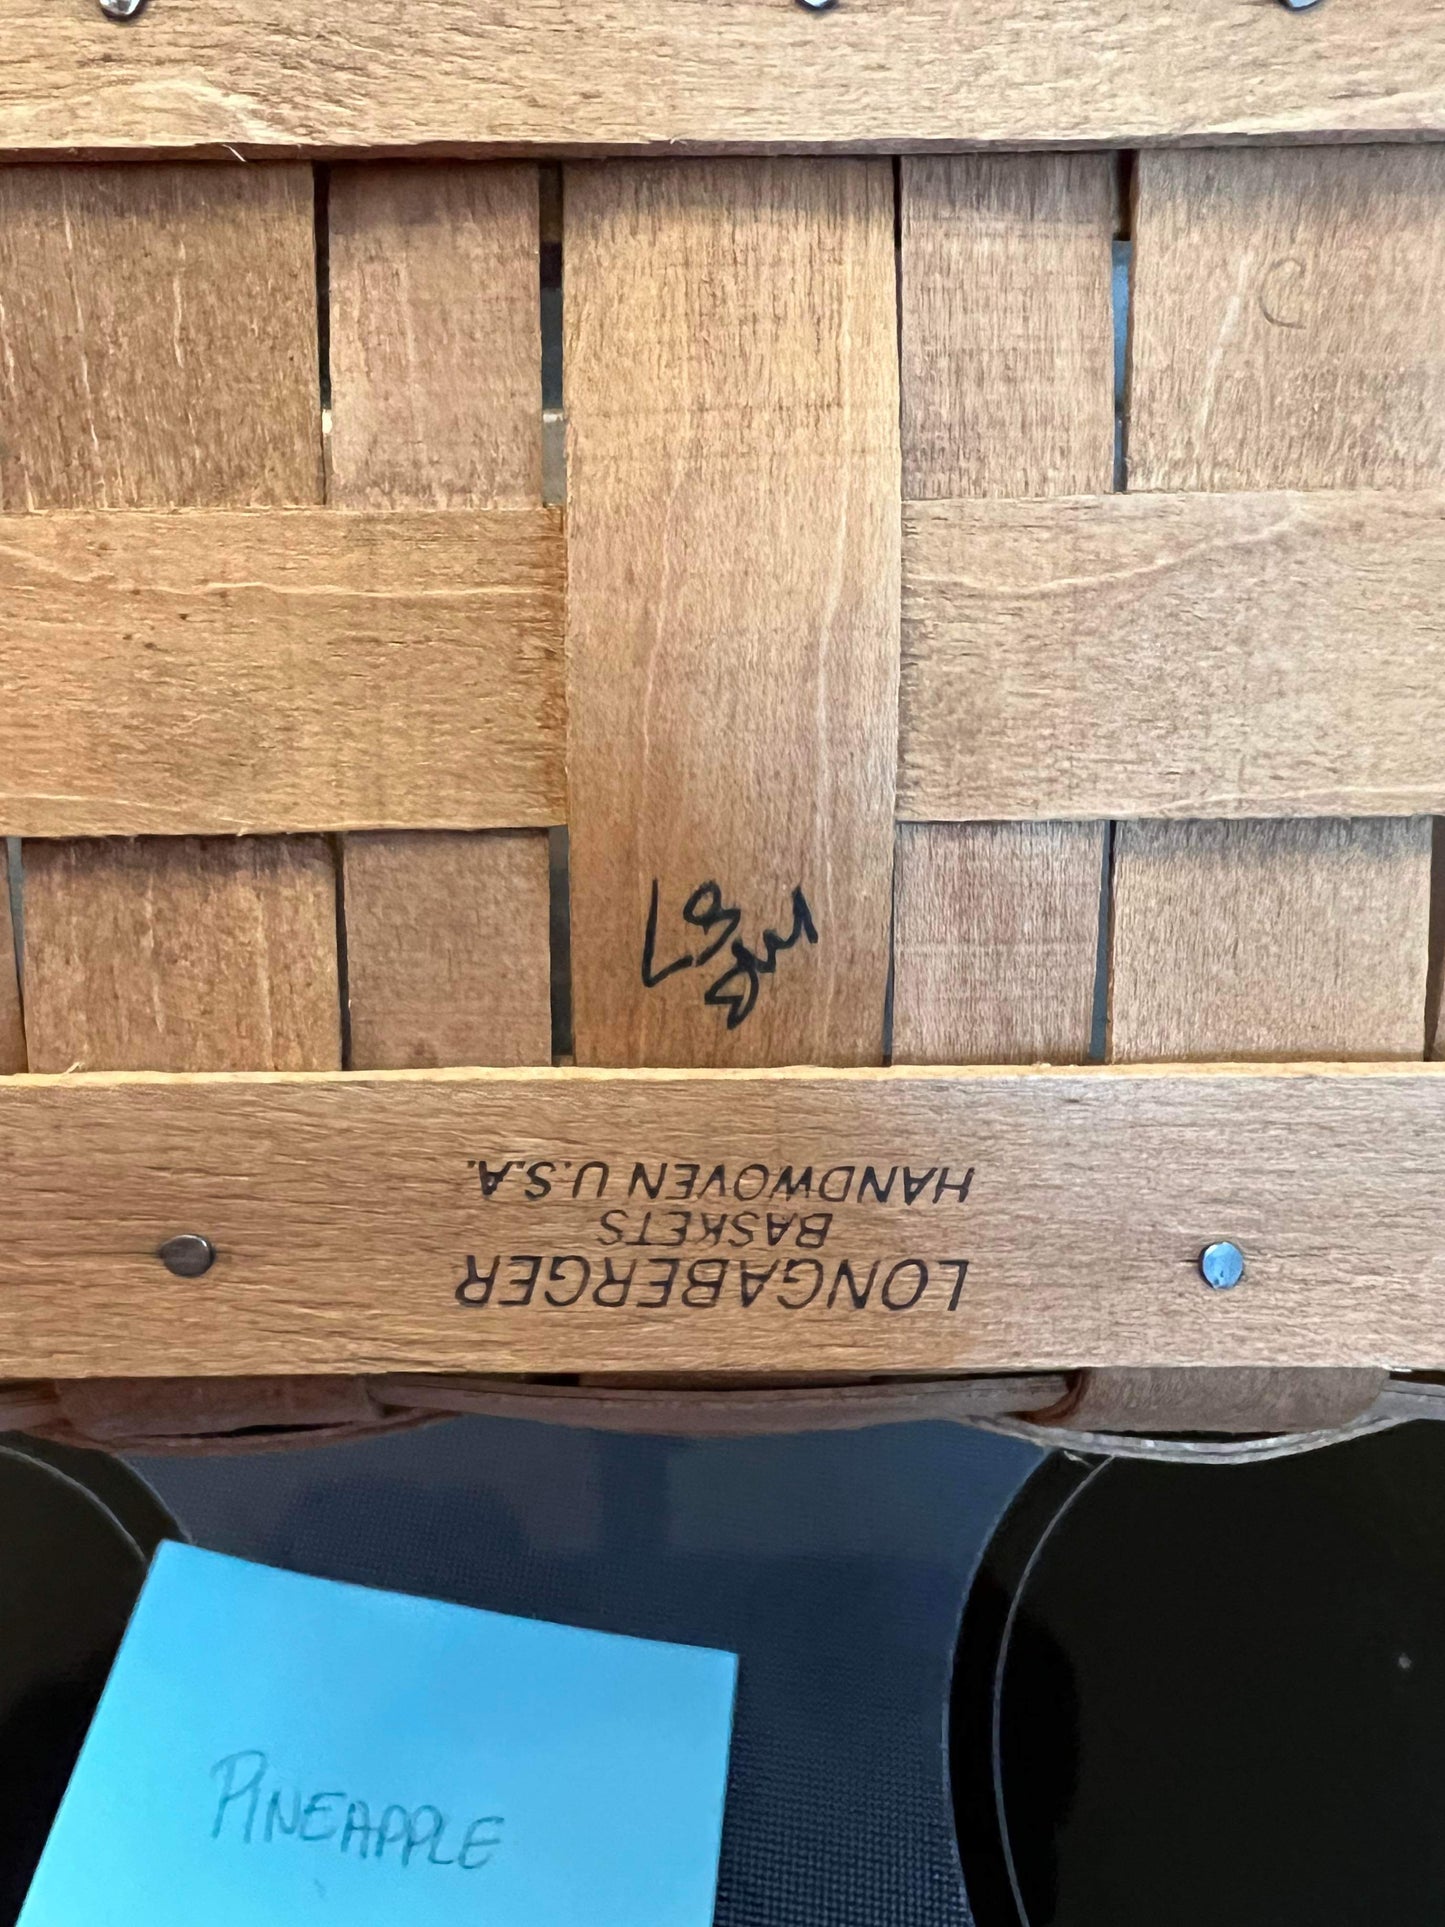 LONGABERGER
BASKETS
HANDWOVEN U.S.A.
PINEAPPLE